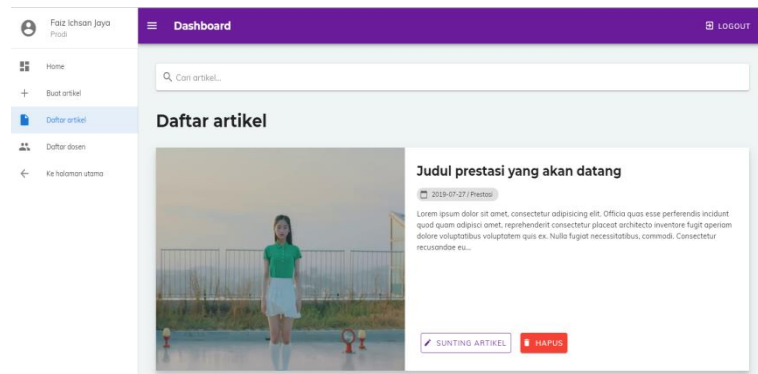 Faiz Ichsan Jaya
Prodi
Home
Buat artikel
Daftar artikel
Daftar dosen
Ke halaman utama
Dashboard
LOGOUT
Cari artikel...
Daftar artikel
Judul prestasi yang akan datang
2019-07-27 / Prestasi
Lorem ipsum dolor sit amet, consectetur adipisicing elit. Officia quas esse perferendis incidunt
quod quam adipisci amet, reprehenderit consectetur placeat architecto inventore fugit aperiam
dolore voluptatibus voluptatem quis ex. Nulla fugiat necessitatibus, commodi. Consectetur
recusandae eu...
SUNTING ARTIKEL
HAPUS